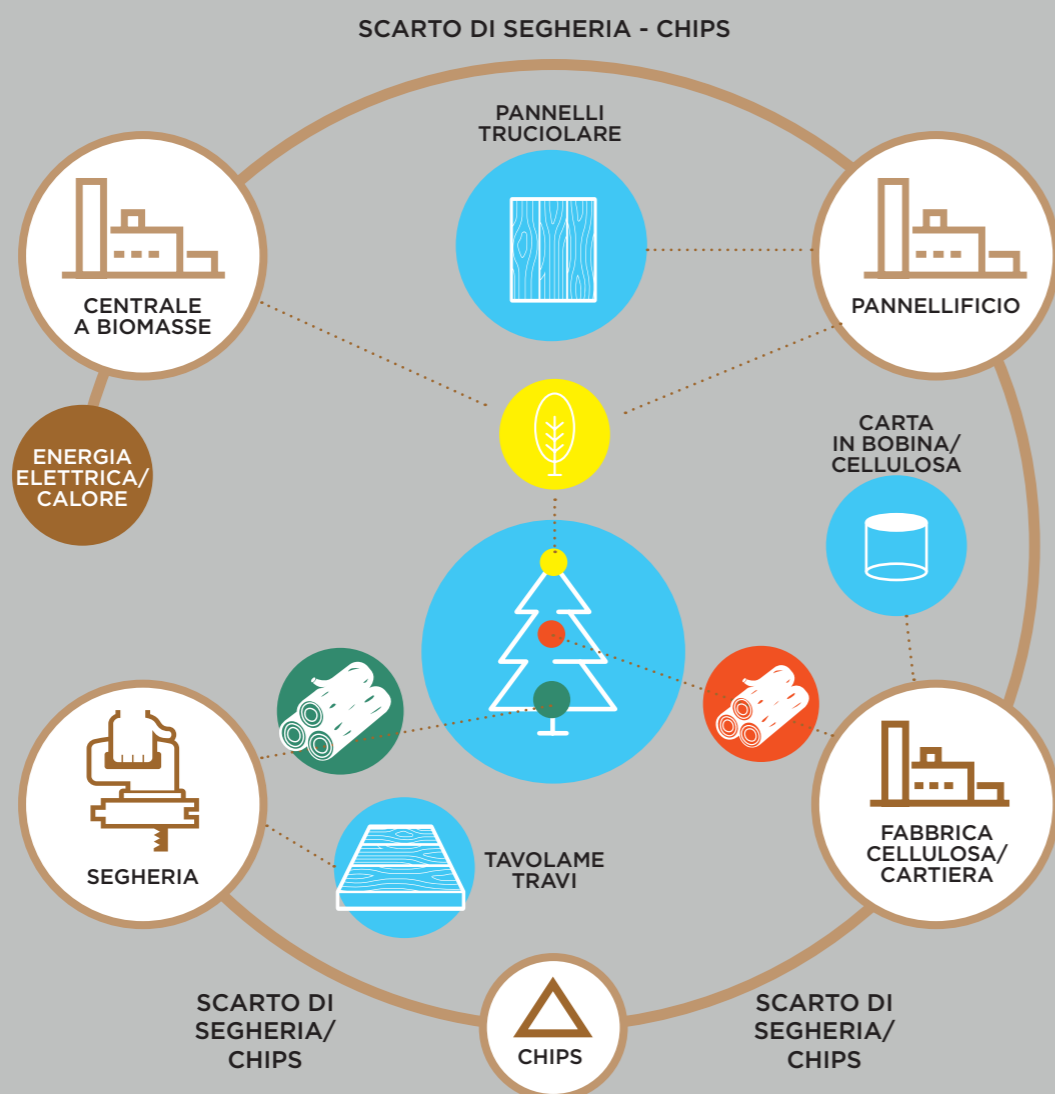 SCARTO DI SEGHERIA - CHIPS
PANNELLI
TRUCIOLARE
CENTRALE
A BIOMASSE
PANNELLIFICIO
ENERGIA
ELETTRICA/
CALORE
CARTA
IN BOBINA/
CELLULOSA
SEGHERIA
TAVOLAME
TRAVI
FABBRICA
CELLULOSA/
CARTIERA
SCARTO DI
SEGHERIA/
CHIPS
CHIPS
SCARTO DI
SEGHERIA/
CHIPS